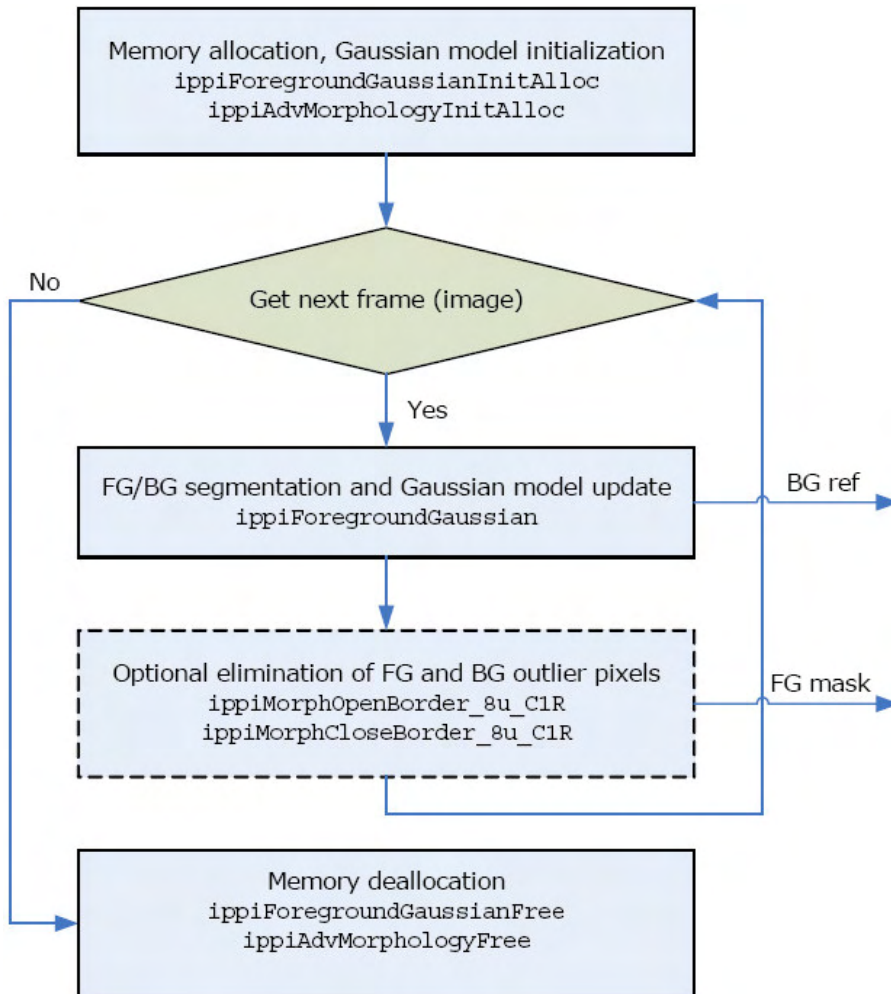 Memory allocation, Gaussian model initialization
ippiForegroundGaussianInitAlloc
ippiAdvMorphologyInitAlloc
No
Get next frame (image)
Yes
FG/BG segmentation and Gaussian model update
ippiForegroundGaussian
BG ref
Optional elimination of FG and BG outlier pixels
ippiMorphOpenBorder_8u_C1R
ippiMorphCloseBorder_8u_C1R
FG mask
Memory deallocation
ippiForegroundGaussianFree
ippiAdvMorphologyFree